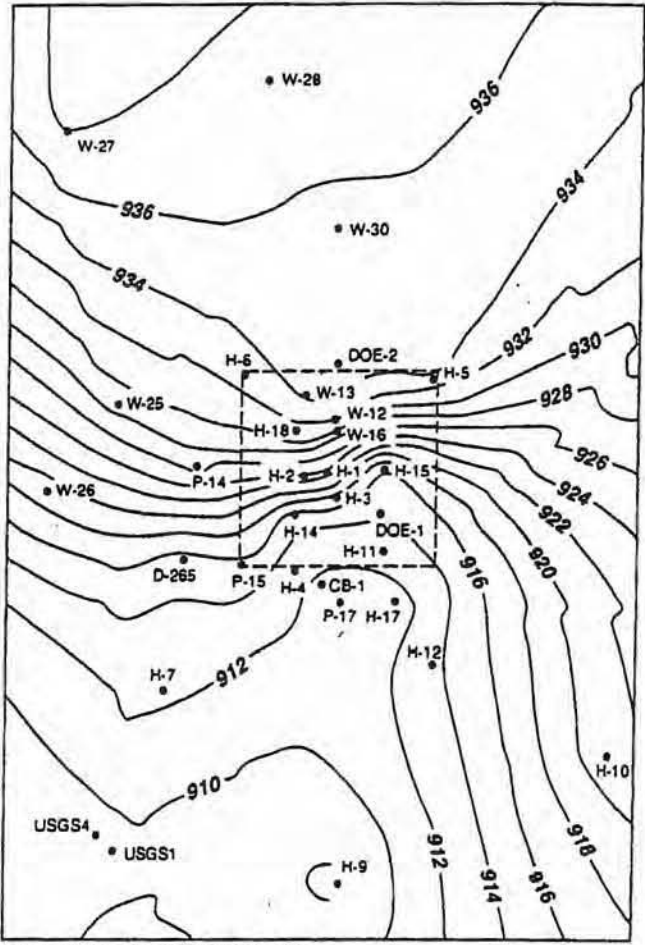 W-28
936
W-27
934
936
W-30
934
DOE-2
H-6
H-5
932
930
W-13
928
W-25
W-12
H-18
W-16
926
P-14
H-2
H-1
H-15
924
W-26
H-3
922
H-14
DOE-1
920
H-11
916
D-265
P-15
H-4
CB-1
P-17
H-17
912
H-12
H-7
H-10
910
USGS4
912
918
USGS1
914
916
H-9